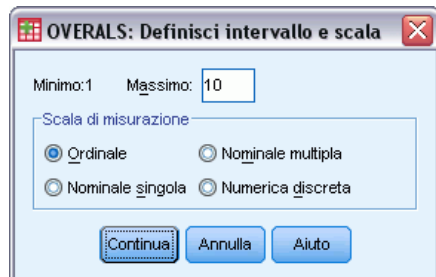 OVERALS: Definisci intervallo e scala
Minimo:1 Massimo: 10
Scala di misurazione
Ordinale Nominale multipla
Nominale singola Numerica discreta
Continua Annulla Aiuto